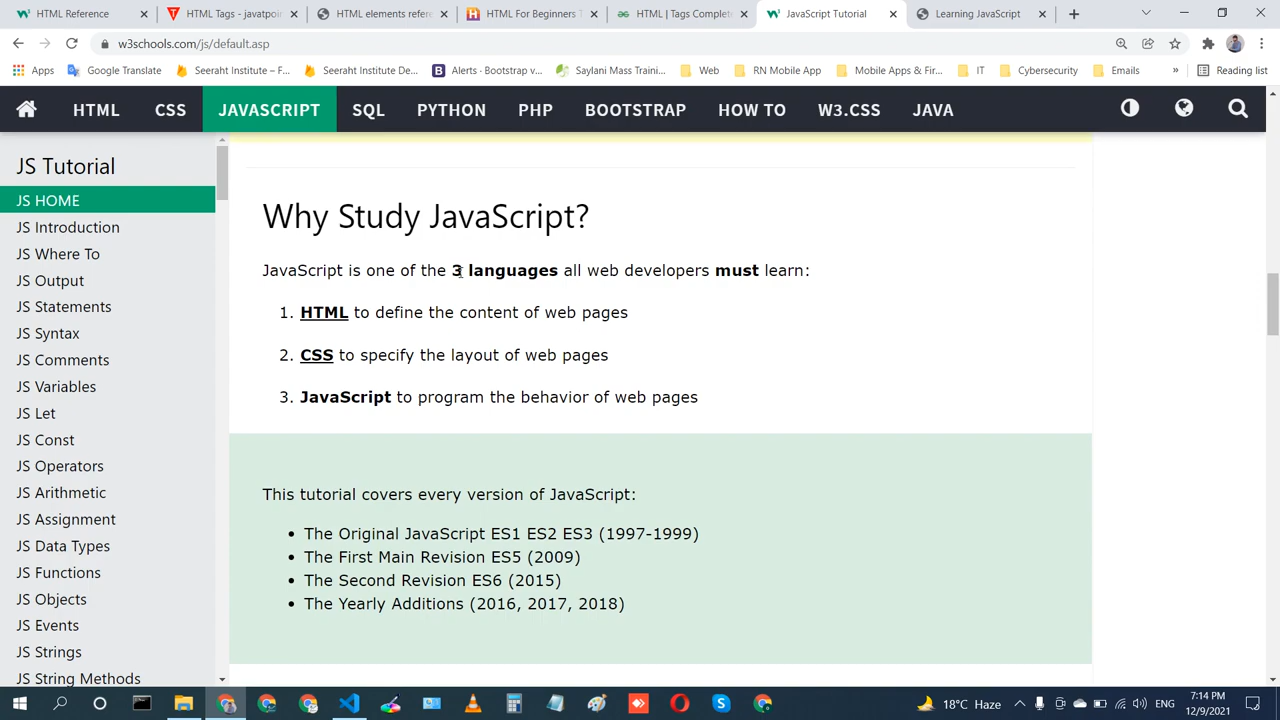 HTML Reference
HTML Tags - javatpoin
HTML elements refere
HTML For Beginners T
HTML | Tags Complete
JavaScript Tutorial
Learning JavaScript
w3schools.com/js/default.asp
Apps
Google Translate
Seeraht Institute – F...
Seeraht Institute De...
Alerts · Bootstrap v...
Saylani Mass Traini...
Web
RN Mobile App
Mobile Apps & Fir...
IT
Cybersecurity
Emails
»
Reading list
HTML
CSS
JAVASCRIPT
SQL
PYTHON
PHP
BOOTSTRAP
HOW TO
W3.CSS
JAVA
JS Tutorial
JS HOME
JS Introduction
JS Where To
JS Output
JS Statements
JS Syntax
JS Comments
JS Variables
JS Let
JS Const
JS Operators
JS Arithmetic
JS Assignment
JS Data Types
JS Functions
JS Objects
JS Events
JS Strings
JS String Methods
Why Study JavaScript?
JavaScript is one of the 3 languages all web developers must learn:
1. HTML to define the content of web pages
2. CSS to specify the layout of web pages
3. JavaScript to program the behavior of web pages
This tutorial covers every version of JavaScript:
• The Original JavaScript ES1 ES2 ES3 (1997-1999)
• The First Main Revision ES5 (2009)
• The Second Revision ES6 (2015)
• The Yearly Additions (2016, 2017, 2018)
18°C Haze
ENG
7:14 PM
12/9/2021